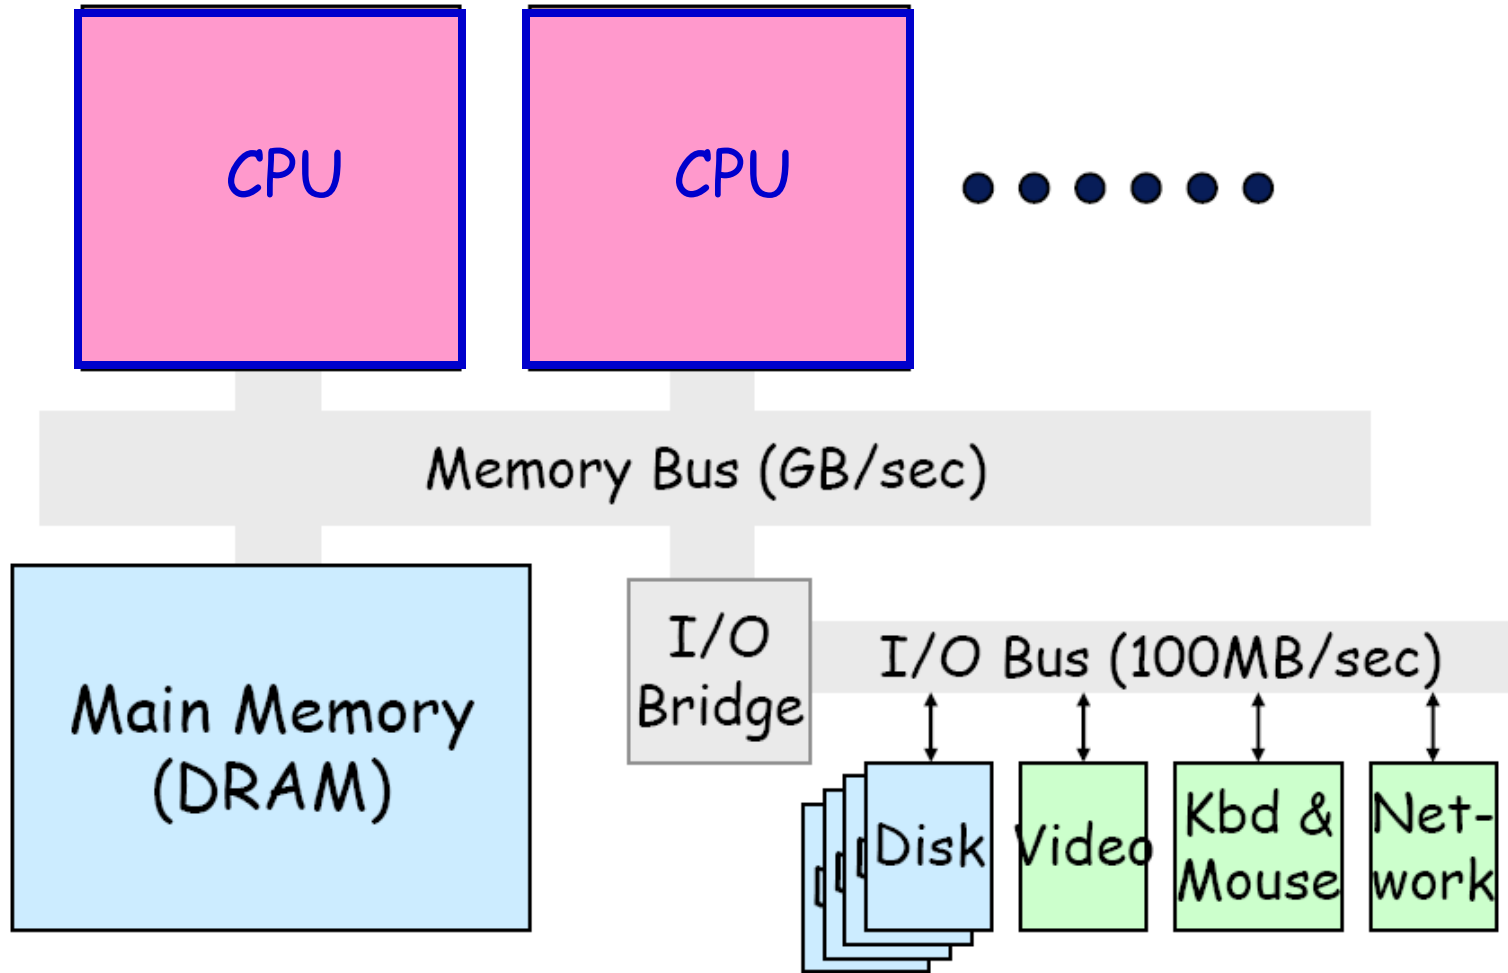 CPU
CPU
Memory Bus (GB/sec)
Main Memory
(DRAM)
I/O
Bridge
I/O Bus (100MB/sec)
Disk
Video
Kbd &
Mouse
Net-
work